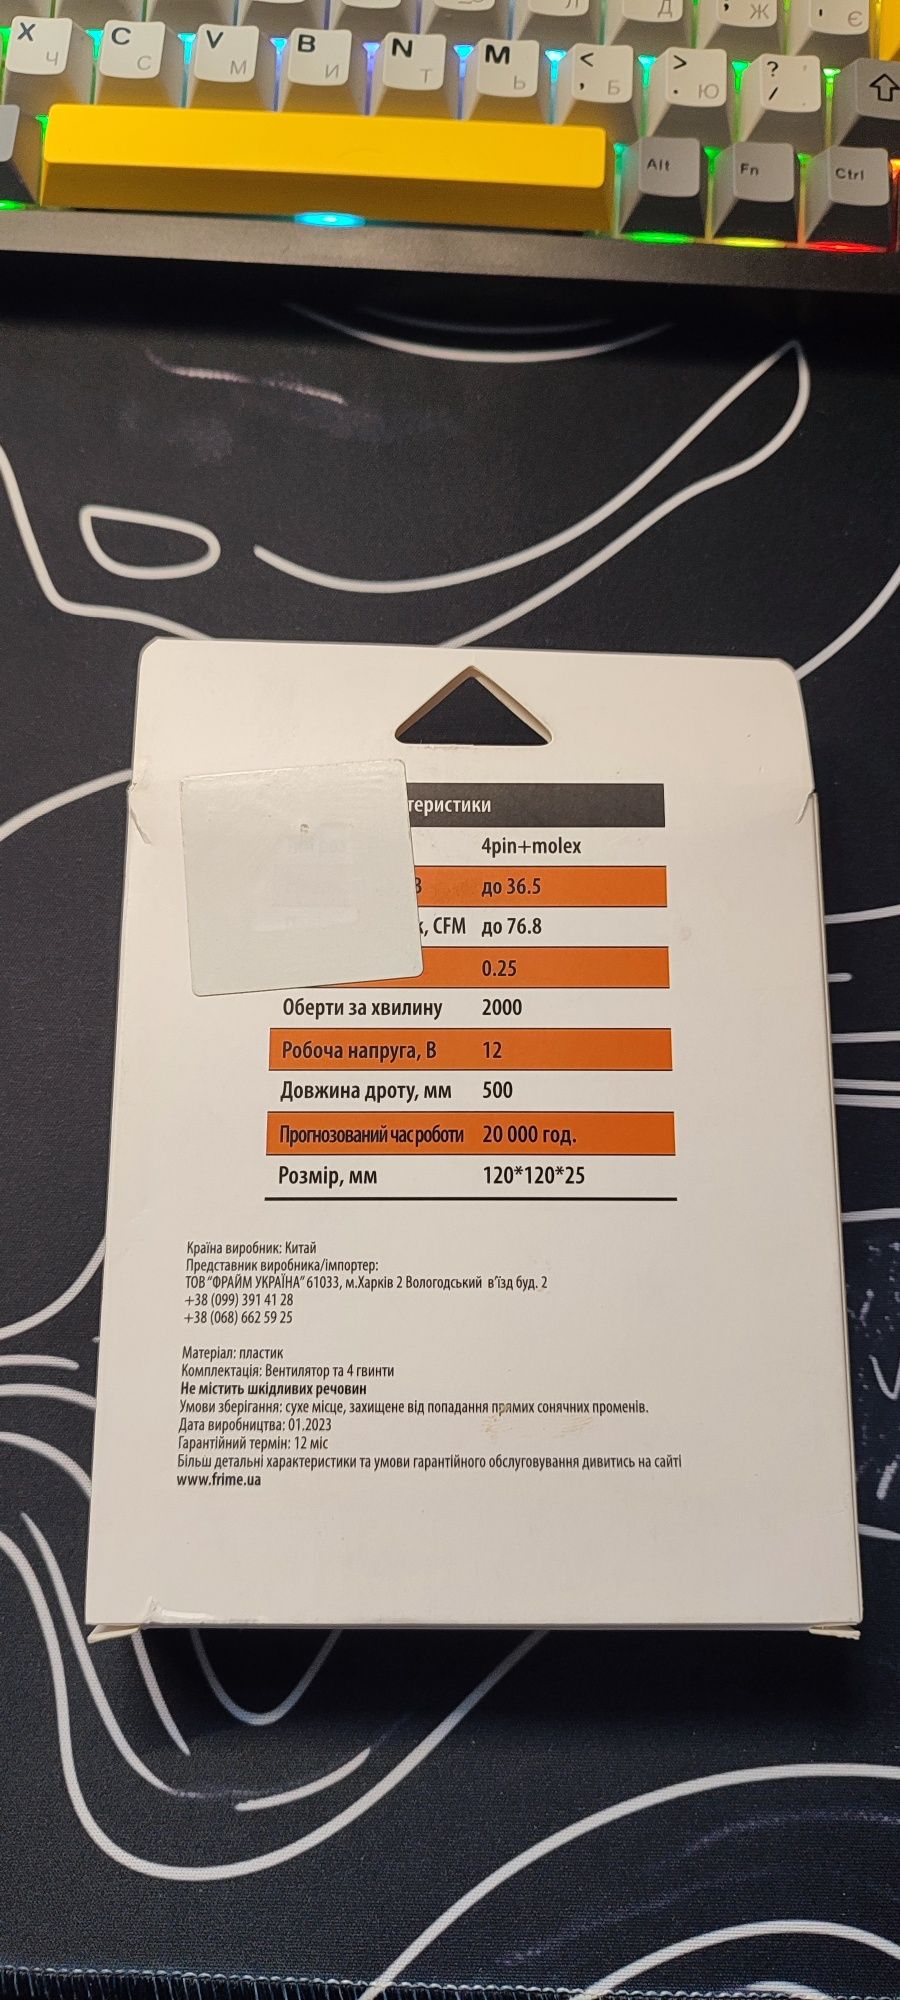 X Ч C С V М B И N Т M Ь < , Б > . Ю ? /
Alt Fn Ctrl
теристики
4pin+molex
В до 36.5
к, CFM до 76.8
0.25
Оберти за хвилину 2000
Робоча напруга, В 12
Довжина дроту, мм 500
Прогнозований час роботи 20 000 год.
Розмір, мм 120*120*25
Країна виробник: Китай
Представник виробника/імпортер:
ТОВ "ФРАЙМ УКРАЇНА" 61033, м.Харків 2 Вологодський в'їзд буд. 2
+38 (099) 391 41 28
+38 (068) 662 59 25
Матеріал: пластик
Комплектація: Вентилятор та 4 гвинти
Не містить шкідливих речовин
Умови зберігання: сухе місце, захищене від попадання прямих сонячних променів.
Дата виробництва: 01.2023
Гарантійний термін: 12 міс
Більш детальні характеристики та умови гарантійного обслуговування дивитись на сайті
www.frime.ua